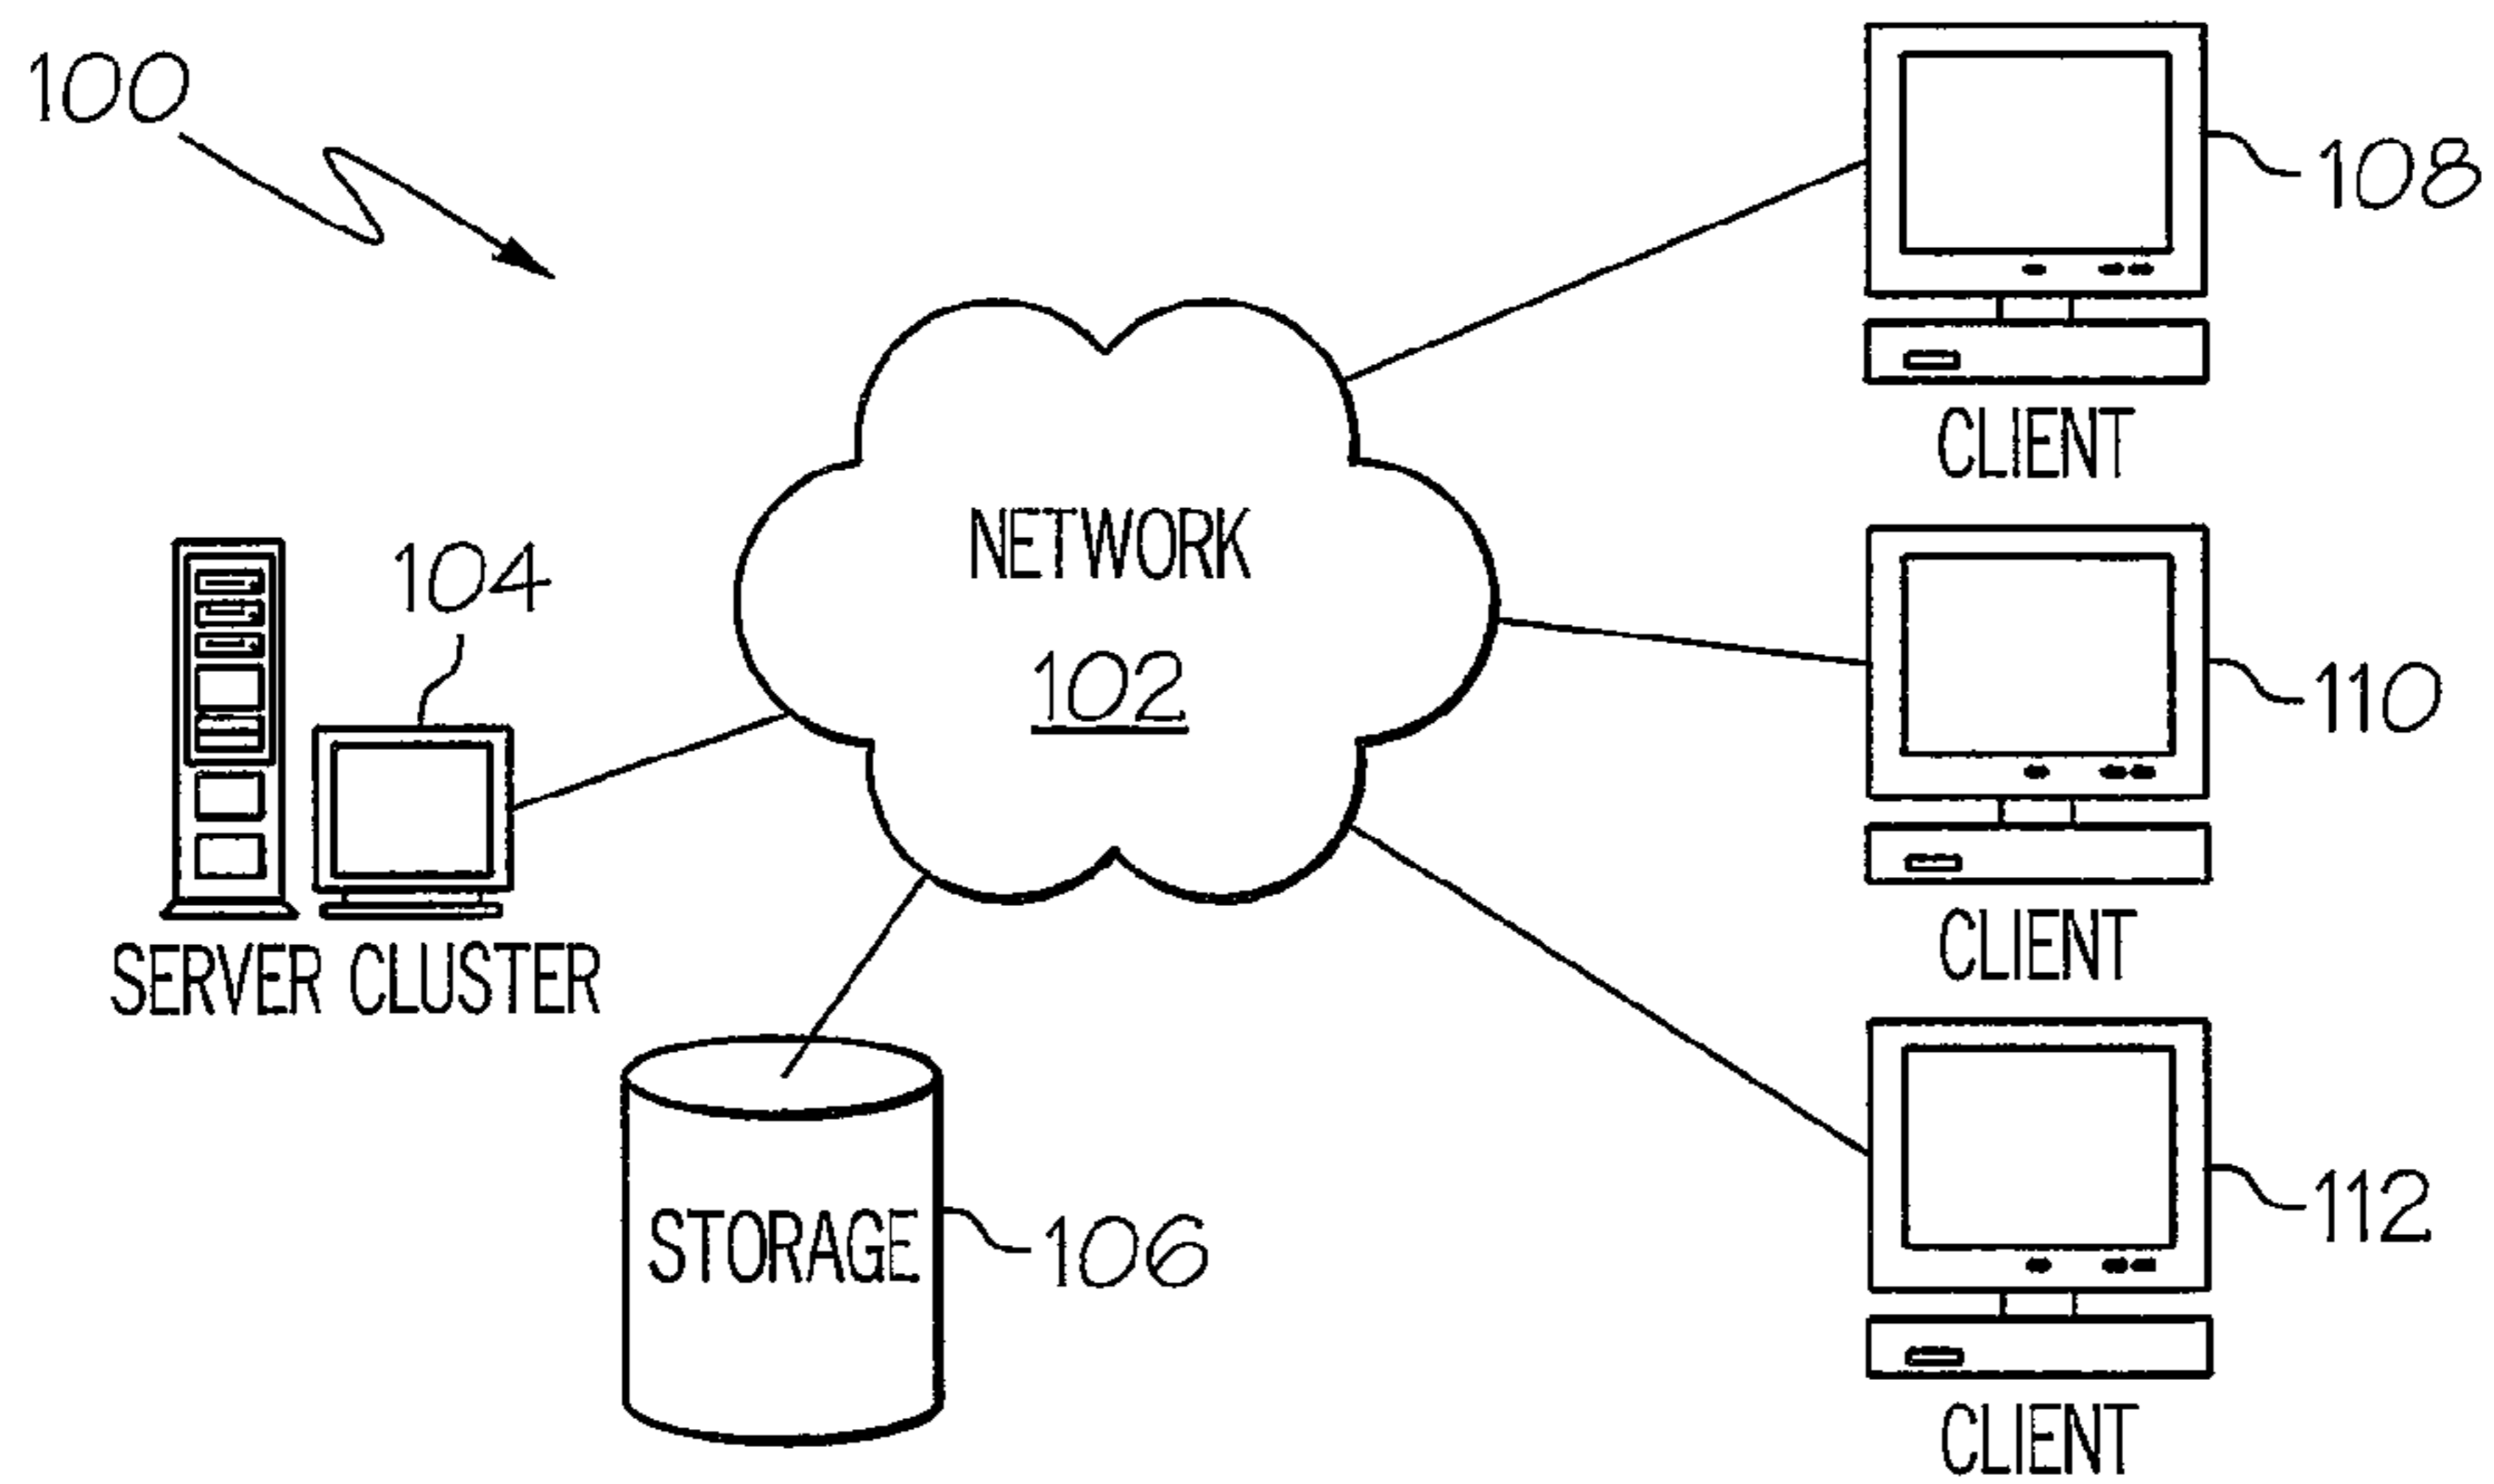 100
108
CLIENT
NETWORK
102
104
110
SERVER CLUSTER
CLIENT
STORAGE
106
112
CLIENT